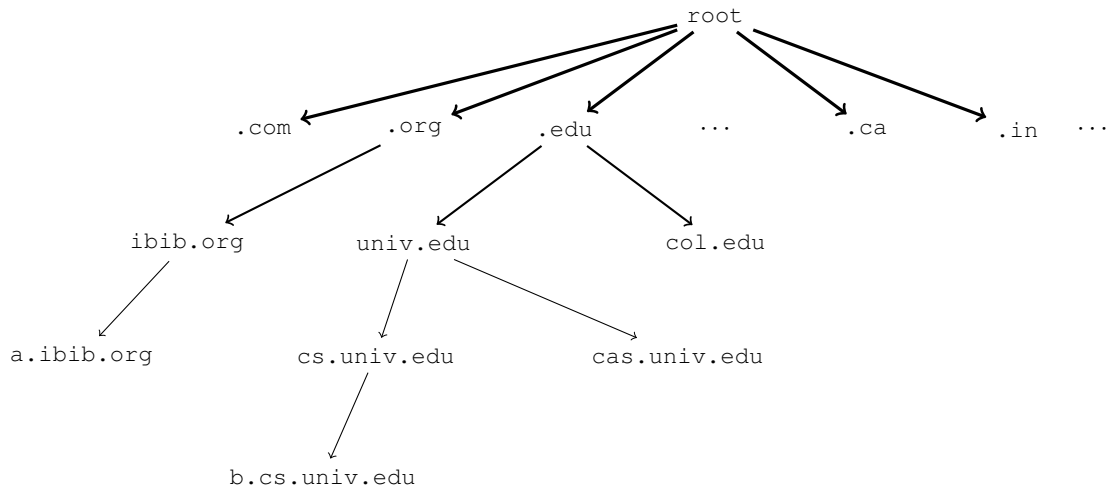 root
.com .org .edu ... .ca .in ...
ibib.org univ.edu col.edu
a.ibib.org cs.univ.edu cas.univ.edu
b.cs.univ.edu